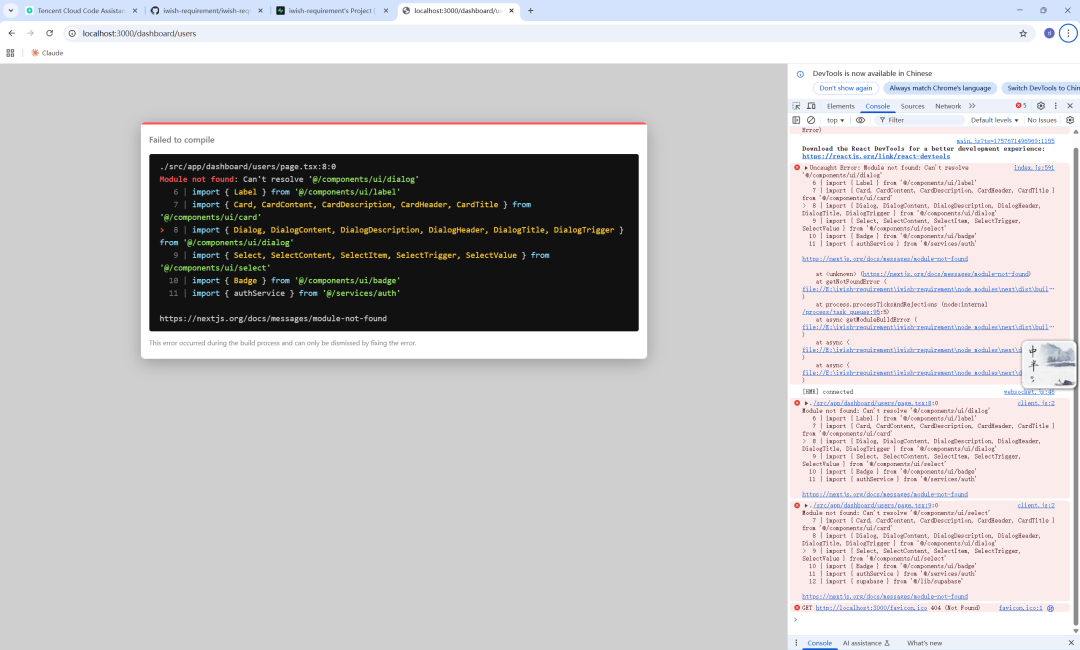 Tencent Cloud Code Assistan
iwish-requirement/iwish-req
iwish-requirement's Project
localhost:3000/dashboard/us
localhost:3000/dashboard/users
Claude
Failed to compile
./src/app/dashboard/users/page.tsx:8:0
Module not found: Can't resolve '@/components/ui/dialog'
6 | import { Label } from '@/components/ui/label'
7 | import { Card, CardContent, CardDescription, CardHeader, CardTitle } from
'@/components/ui/card'
> 8 | import { Dialog, DialogContent, DialogDescription, DialogHeader, DialogTitle, DialogTrigger }
from '@/components/ui/dialog'
9 | import { Select, SelectContent, SelectItem, SelectTrigger, SelectValue } from
'@/components/ui/select'
10 | import { Badge } from '@/components/ui/badge'
11 | import { authService } from '@/services/auth'
https://nextjs.org/docs/messages/module-not-found
This error occurred during the build process and can only be dismissed by fixing the error.
DevTools is now available in Chinese
Don't show again Always match Chrome's language Switch DevTools to Chin
Elements Console Sources Network 5
top Filter Default levels No Issues
Error)
main.js?ts=1757671496969:1155
Download the React DevTools for a better development experience:
https://reactjs.org/link/react-devtools
Uncaught Error: Module not found: Can't resolve index.js:591
'@/components/ui/dialog'
6 | import { Label } from '@/components/ui/label'
7 | import { Card, CardContent, CardDescription, CardHeader, CardTitle }
from '@/components/ui/card'
> 8 | import { Dialog, DialogContent, DialogDescription, DialogHeader,
DialogTitle, DialogTrigger } from '@/components/ui/dialog'
9 | import { Select, SelectContent, SelectItem, SelectTrigger,
SelectValue } from '@/components/ui/select'
10 | import { Badge } from '@/components/ui/badge'
11 | import { authService } from '@/services/auth'
https://nextjs.org/docs/messages/module-not-found
at (unknown) (https://nextjs.org/docs/messages/module-not-found)
at getNotFoundError (
file://E:\iwish-requirement\iwish-requirement\node_modules\next\dist\buil…
)
at process.processTicksAndRejections (node:internal
/process/task_queues:95:5)
at async getModuleBuildError (
file://E:\iwish-requirement\iwish-requirement\node_modules\next\dist\buil…
)
at async (
file://E:\iwish-requirement\iwish-requirement\node_modules\next\
)
at async (
file://E:\iwish-requirement\iwish-requirement\node_modules\next\
)
中
半
[HMR] connected websocket.js:46
./src/app/dashboard/users/page.tsx:8:0 client.js:2
Module not found: Can't resolve '@/components/ui/dialog'
6 | import { Label } from '@/components/ui/label'
7 | import { Card, CardContent, CardDescription, CardHeader, CardTitle }
from '@/components/ui/card'
> 8 | import { Dialog, DialogContent, DialogDescription, DialogHeader,
DialogTitle, DialogTrigger } from '@/components/ui/dialog'
9 | import { Select, SelectContent, SelectItem, SelectTrigger,
SelectValue } from '@/components/ui/select'
10 | import { Badge } from '@/components/ui/badge'
11 | import { authService } from '@/services/auth'
https://nextjs.org/docs/messages/module-not-found
./src/app/dashboard/users/page.tsx:9:0 client.js:2
Module not found: Can't resolve '@/components/ui/select'
7 | import { Card, CardContent, CardDescription, CardHeader, CardTitle }
from '@/components/ui/card'
8 | import { Dialog, DialogContent, DialogDescription, DialogHeader,
DialogTitle, DialogTrigger } from '@/components/ui/dialog'
> 9 | import { Select, SelectContent, SelectItem, SelectTrigger,
SelectValue } from '@/components/ui/select'
10 | import { Badge } from '@/components/ui/badge'
11 | import { authService } from '@/services/auth'
12 | import { supabase } from '@/lib/supabase'
https://nextjs.org/docs/messages/module-not-found
GET http://localhost:3000/favicon.ico 404 (Not Found) favicon.ico:1
Console AI assistance What's new